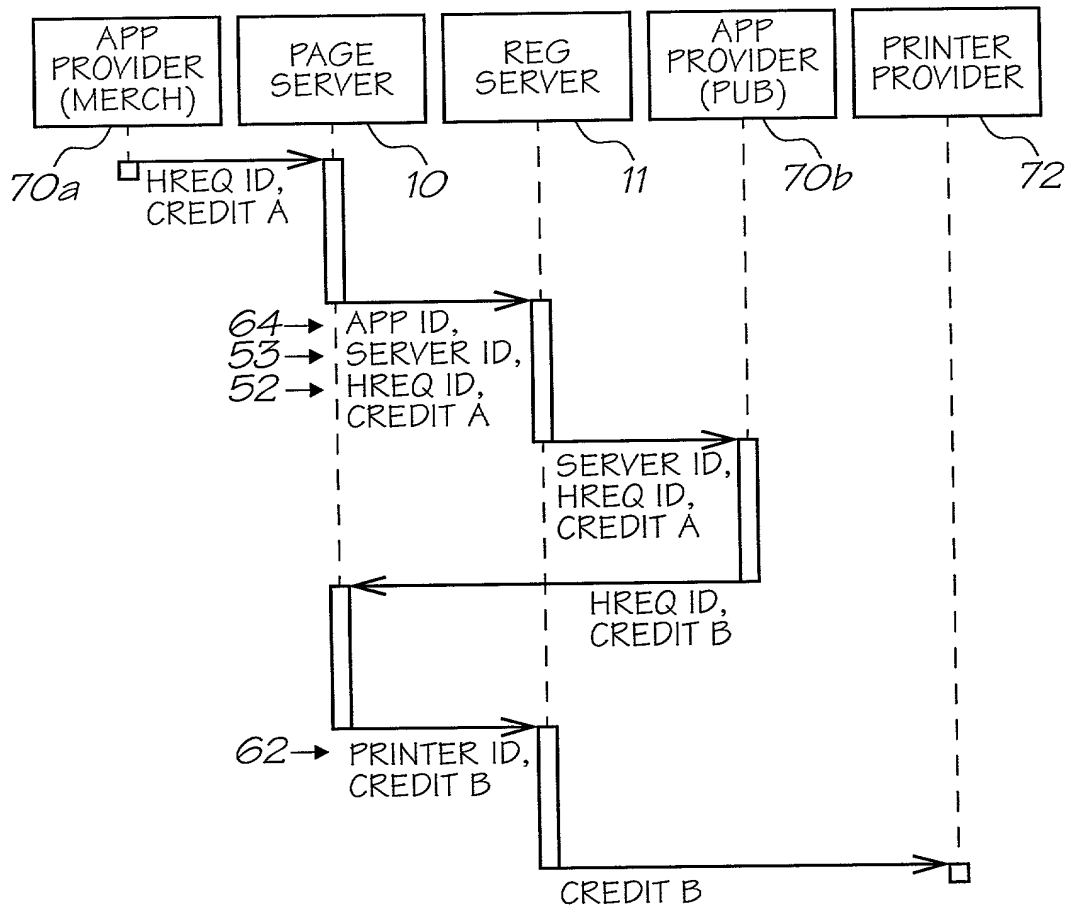 APP
PROVIDER
(MERCH)
PAGE
SERVER
REG
SERVER
APP
PROVIDER
(PUB)
PRINTER
PROVIDER
70a
10
11
70b
72
HREQ ID,
CREDIT A
64
APP ID,
53
SERVER ID,
52
HREQ ID,
CREDIT A
SERVER ID,
HREQ ID,
CREDIT A
HREQ ID,
CREDIT B
62
PRINTER ID,
CREDIT B
CREDIT B